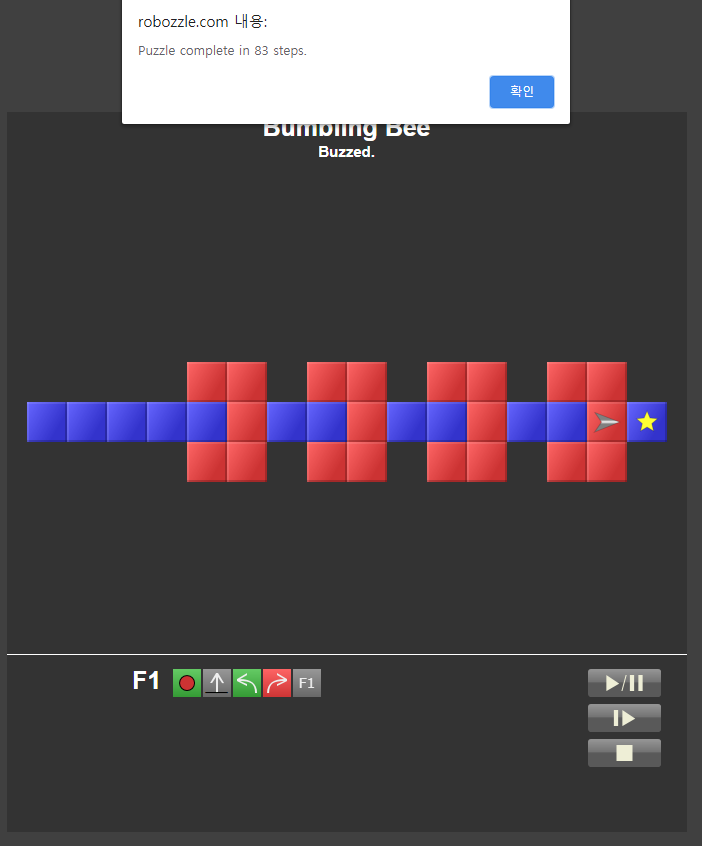 robozzle.com 내용:
Puzzle complete in 83 steps.
확인
Bumbling Bee
Buzzed.
F1
F1